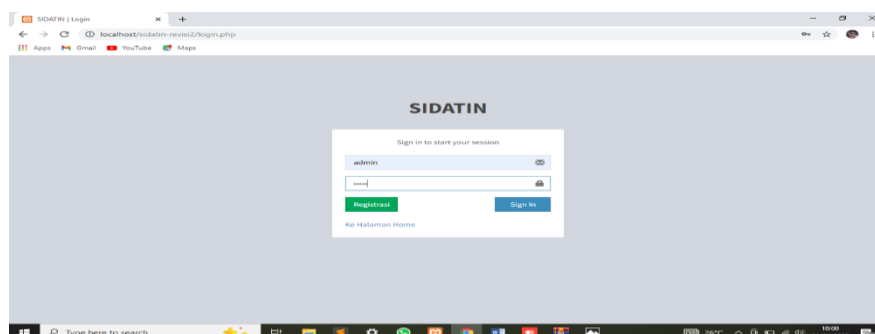 SIDATIN | Login
localhost/sidatin-revisi2/login.php
Apps Gmail YouTube Maps
SIDATIN
Sign in to start your session
admin
•••••
Registrasi Sign In
Ke Halaman Home
Type here to search 26°C 10:00